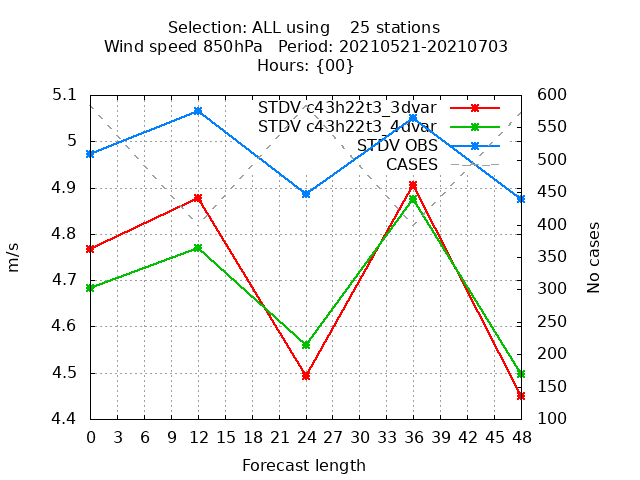 Selection: ALL using    25 stations
Wind speed 850hPa   Period: 20210521-20210703
Hours: {00}
STDV c43h22t3_3dvar
STDV c43h22t3_4dvar
STDV OBS
CASES
5.1
5
4.9
4.8
4.7
4.6
4.5
4.4
m/s
600
550
500
450
400
350
300
250
200
150
100
No cases
0 3 6 9 12 15 18 21 24 27 30 33 36 39 42 45 48
Forecast length